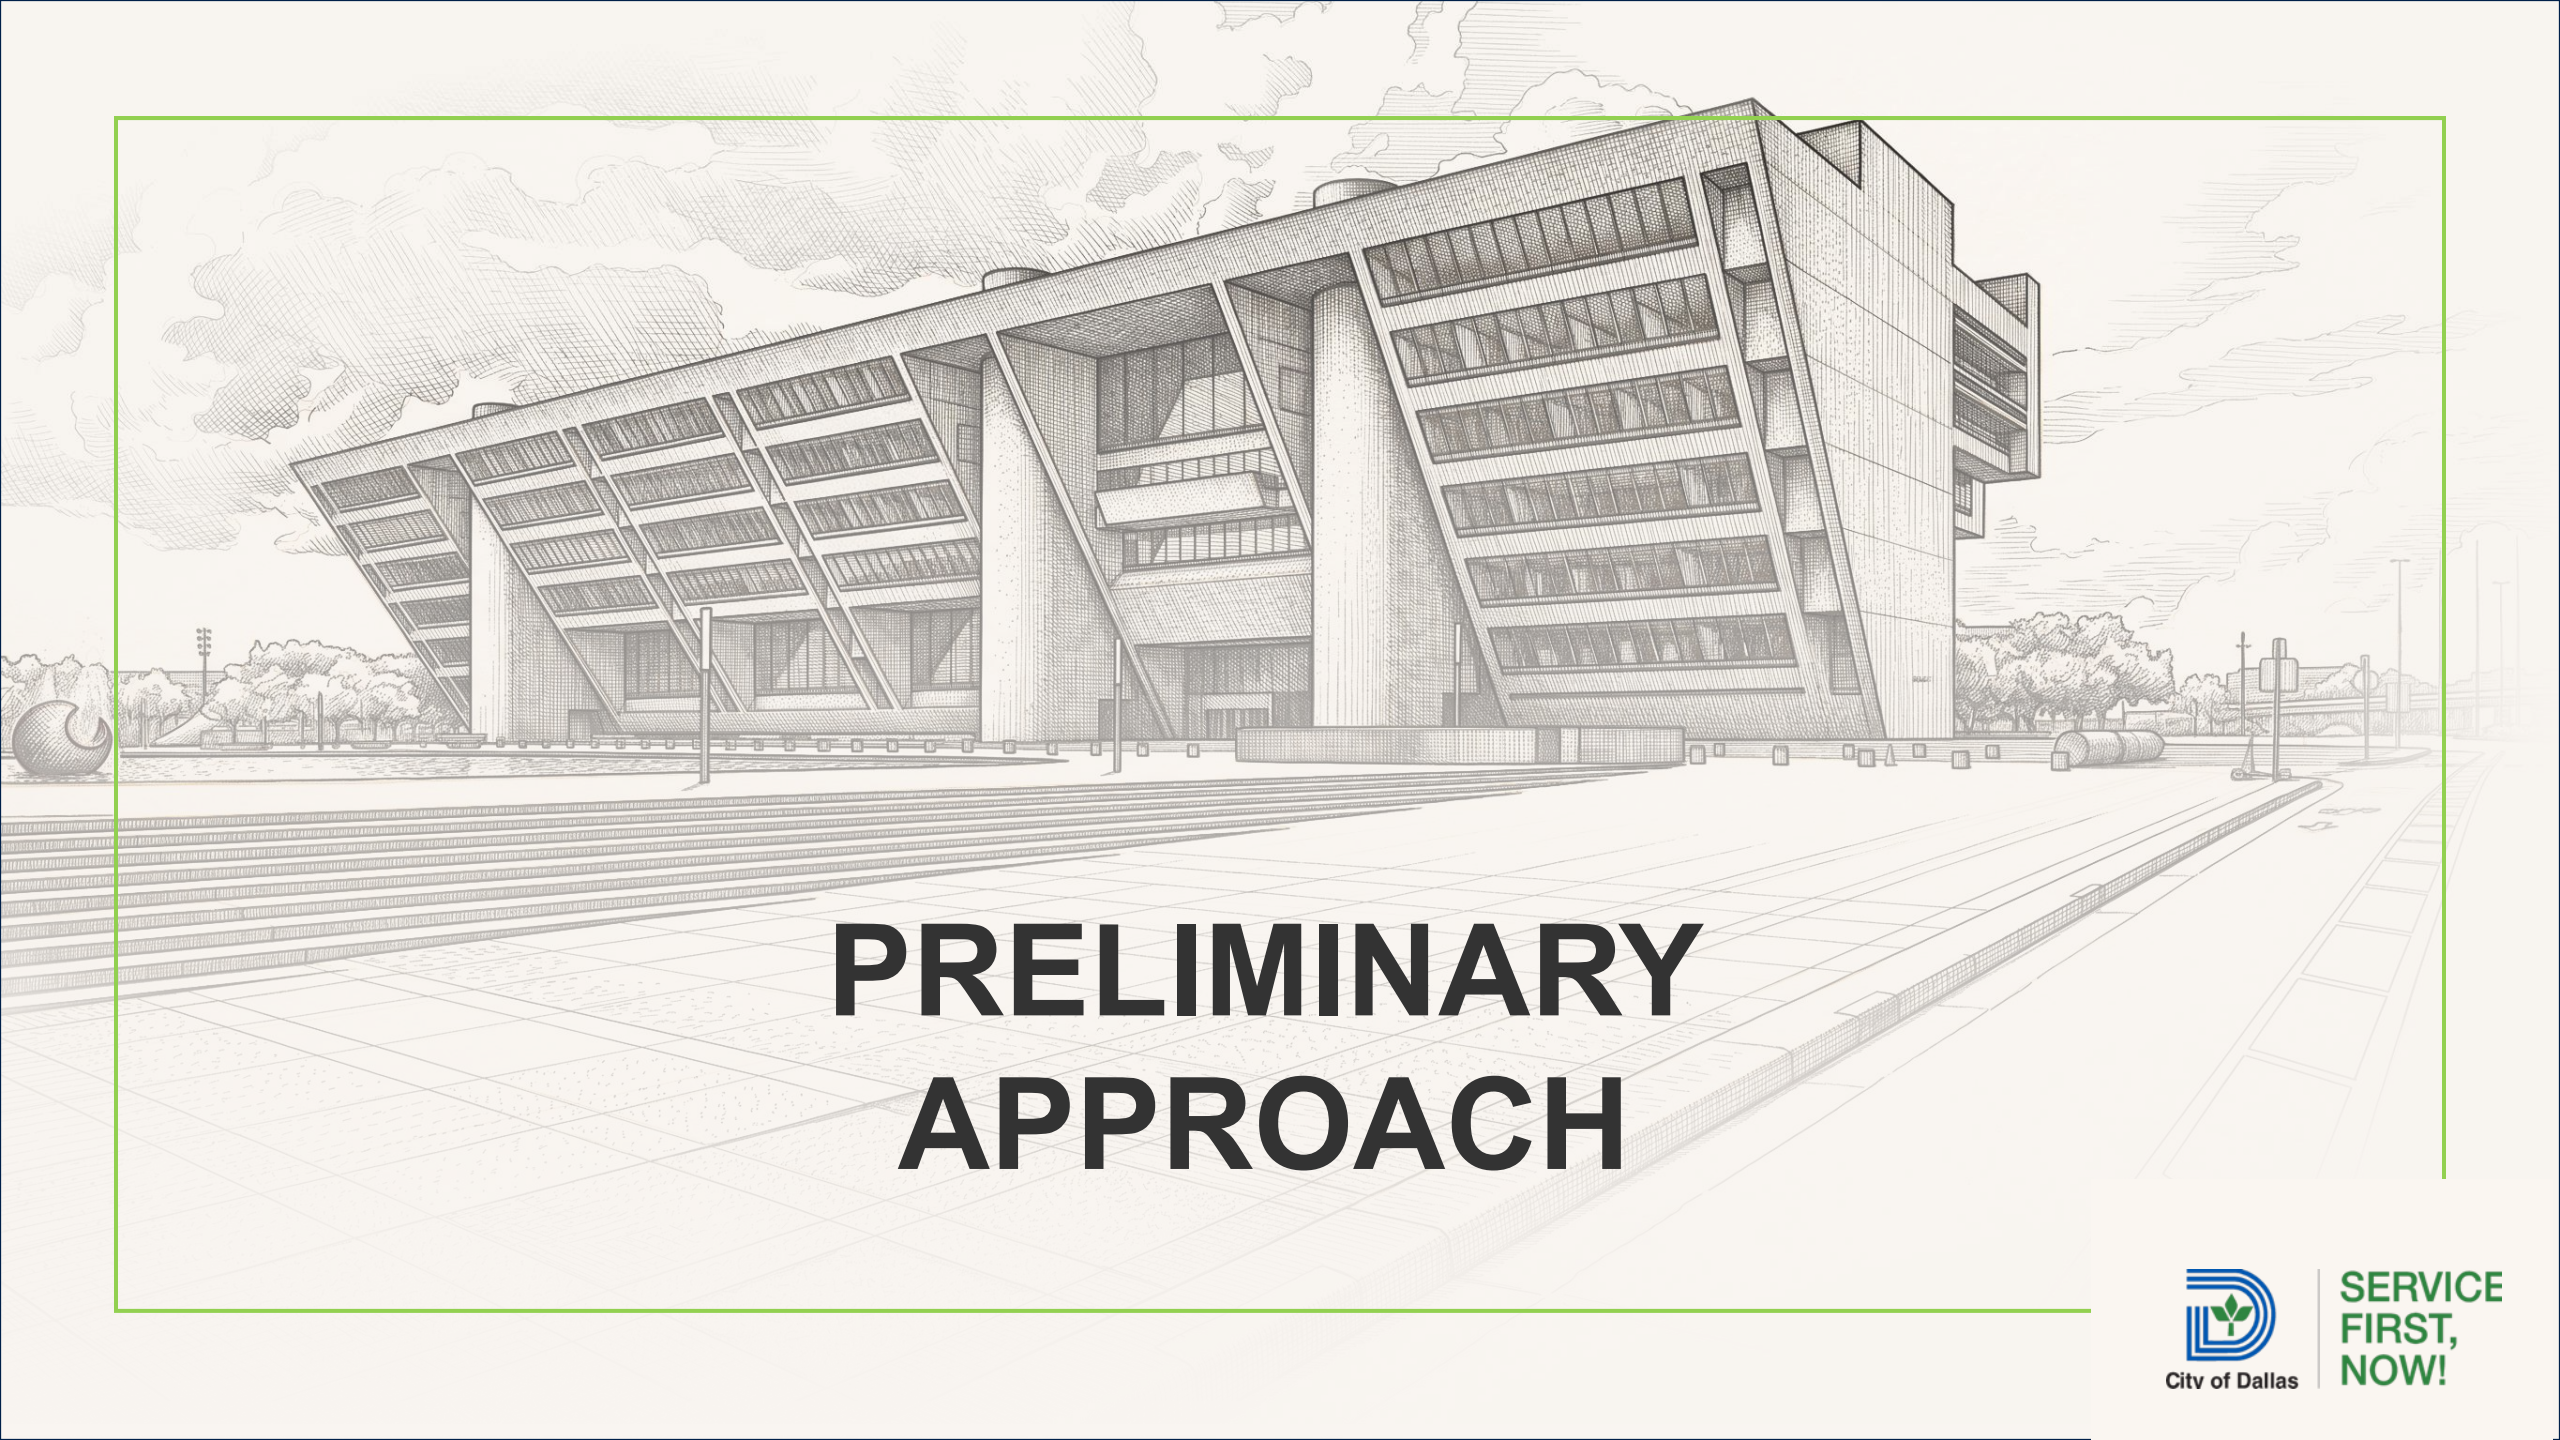 PRELIMINARY
APPROACH
City of Dallas
SERVICE
FIRST,
NOW!